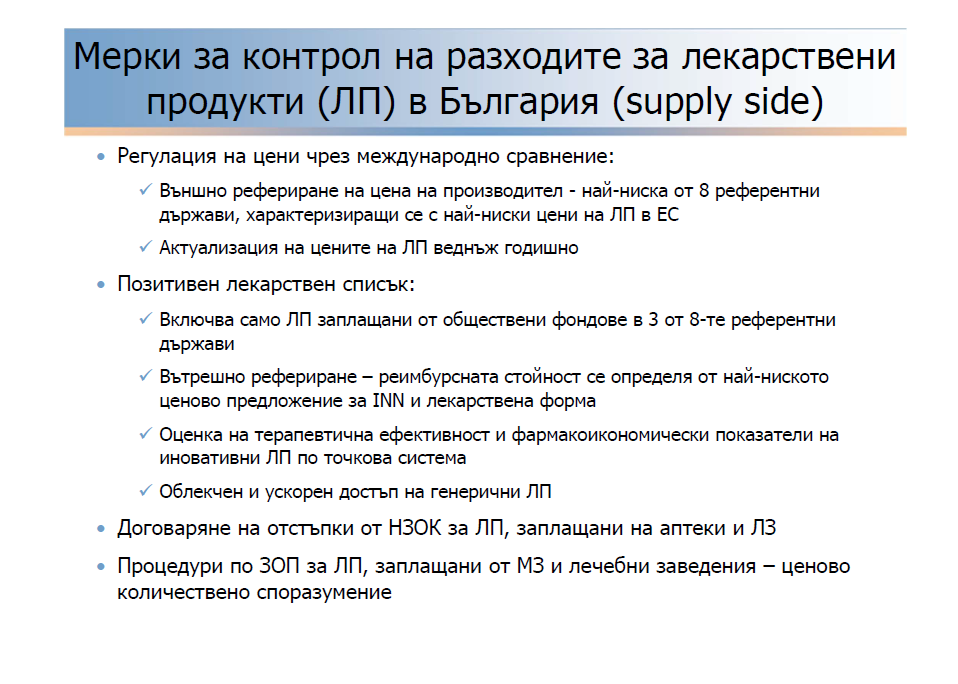 Мерки за контрол на разходите за лекарствени
продукти (ЛП) в България (supply side)
• Регулация на цени чрез международно сравнение:
✓ Външно рефериране на цена на производител - най-ниска от 8 референтни
държави, характеризиращи се с най-ниски цени на ЛП в ЕС
✓ Актуализация на цените на ЛП веднъж годишно
• Позитивен лекарствен списък:
✓ Включва само ЛП заплащани от обществени фондове в 3 от 8-те референтни
държави
✓ Вътрешно рефериране – реимбурсната стойност се определя от най-ниското
ценово предложение за INN и лекарствена форма
✓ Оценка на терапевтична ефективност и фармакоикономически показатели на
иновативни ЛП по точкова система
✓ Облекчен и ускорен достъп на генерични ЛП
• Договаряне на отстъпки от НЗОК за ЛП, заплащани на аптеки и ЛЗ
• Процедури по ЗОП за ЛП, заплащани от МЗ и лечебни заведения – ценово
количествено споразумение